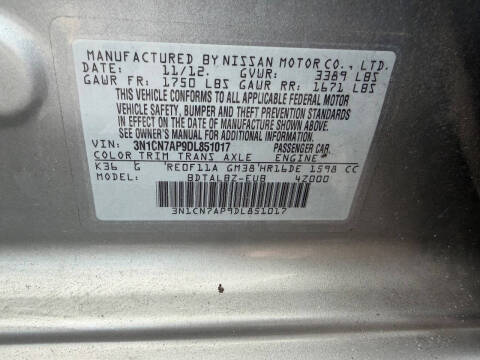 MANUFACTURED BY NISSAN MOTOR CO., LTD.
DATE: 11/12. GVWR: 3389 LBS
GAWR FR: 1750 LBS GAWR RR: 1671 LBS
THIS VEHICLE CONFORMS TO ALL APPLICABLE FEDERAL MOTOR
VEHICLE SAFETY, BUMPER, AND THEFT PREVENTION STANDARDS
IN EFFECT ON THE DATE OF MANUFACTURE SHOWN ABOVE.
SEE OWNER'S MANUAL FOR ADDITIONAL INFORMATION
VIN: 3N1CN7AP9DL851017 PASSENGER CAR.
COLOR TRIM TRANS AXLE ENGINE
K36 G RE0F11A GM38 HR16DE 1598 CC
MODEL: BDTALBZ-EUB 42000
3N1CN7AP9DL851017